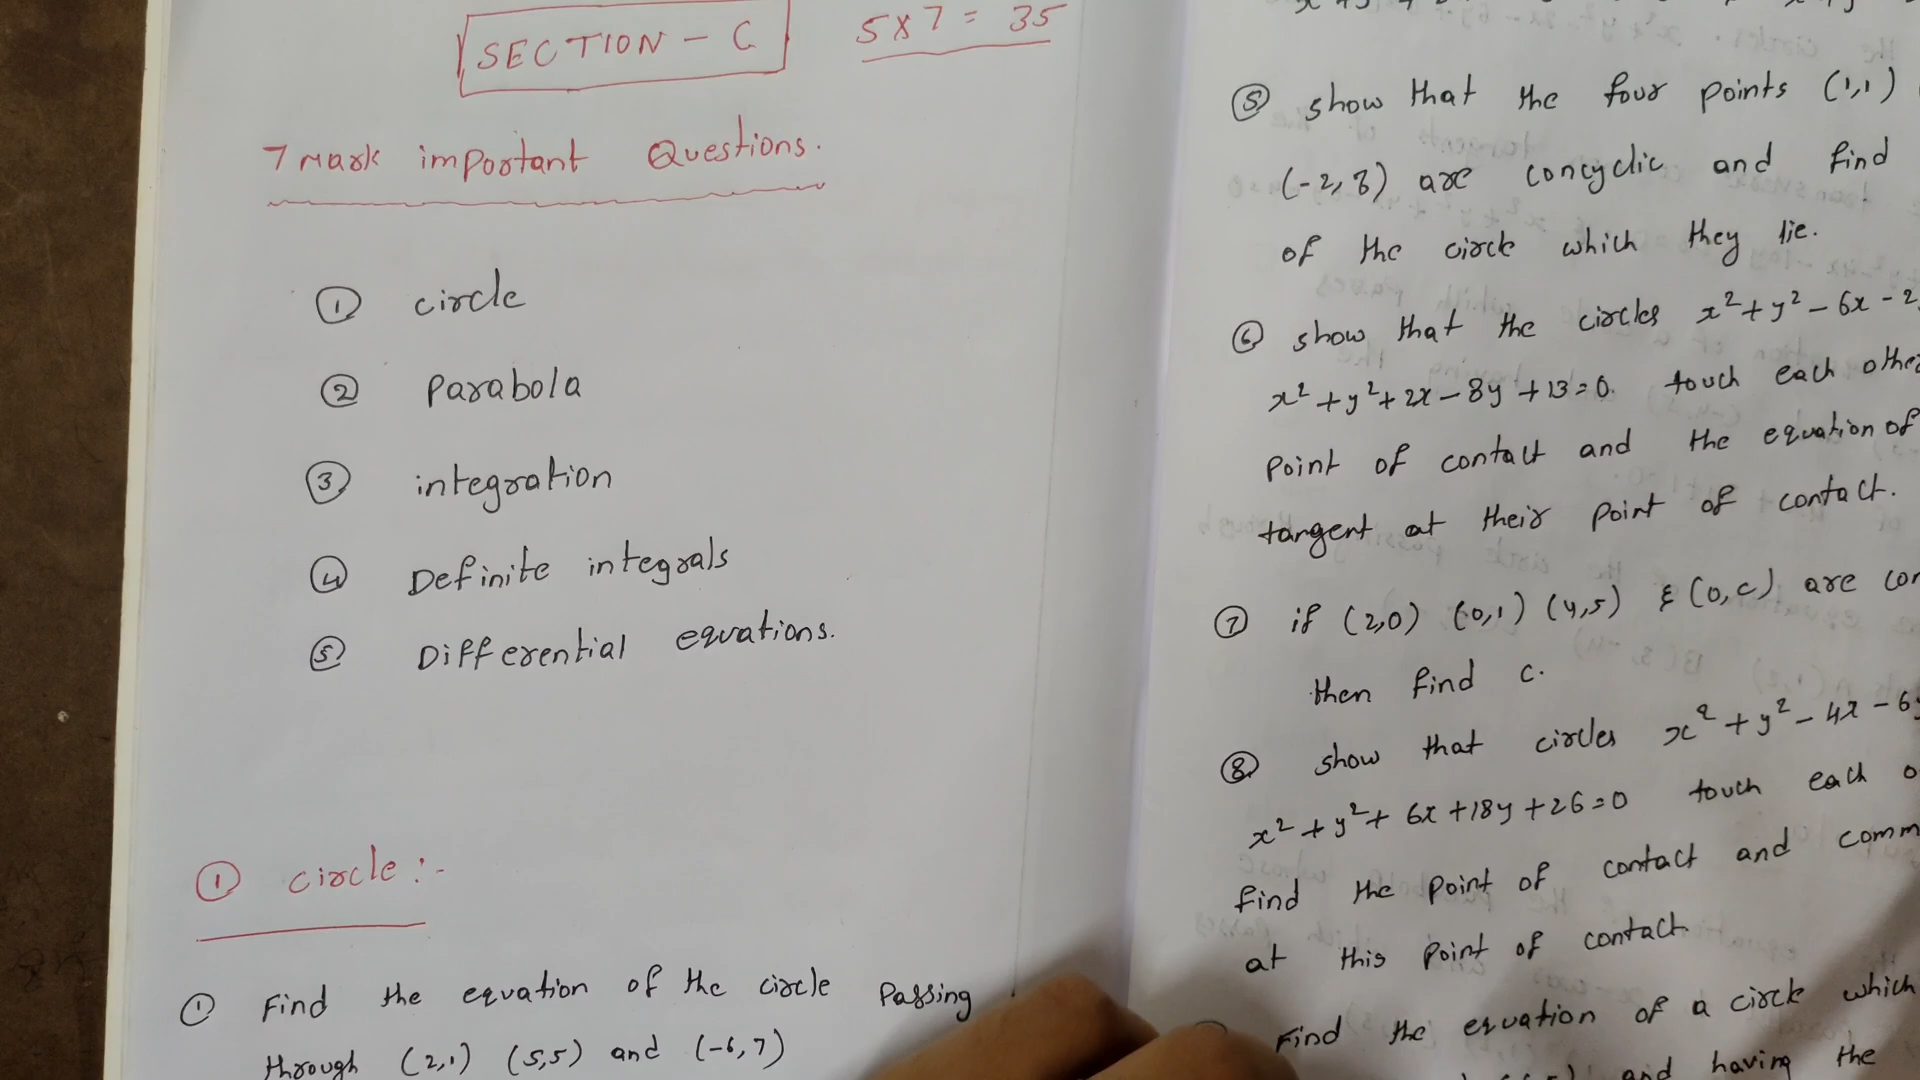 SECTION - C
5 x 7 = 35
7 mark important Questions.
① circle
② Parabola
③ integration
④ Definite integrals
⑤ Differential equations.
① circle :-
① Find the equation of the circle passing
through (2,1) (5,5) and (-6,7)
⑤ show that the four points (1,1)
are concyclic and find
of the circle which they lie.
⑥ show that the circles x² + y² - 6x - 2
x² + y² + 2x - 8y + 13 = 0. touch each other
point of contact and the equation of
tangent at their point of contact.
⑦ if (2,0) (0,1) (4,5) & (0,c) are con
then find c.
⑧ show that circles x² + y² - 4x - 6y
x² + y² + 6x + 18y + 26 = 0 touch each o
find the point of contact and comm
at this point of contact.
Find the equation of a circle which
and having the